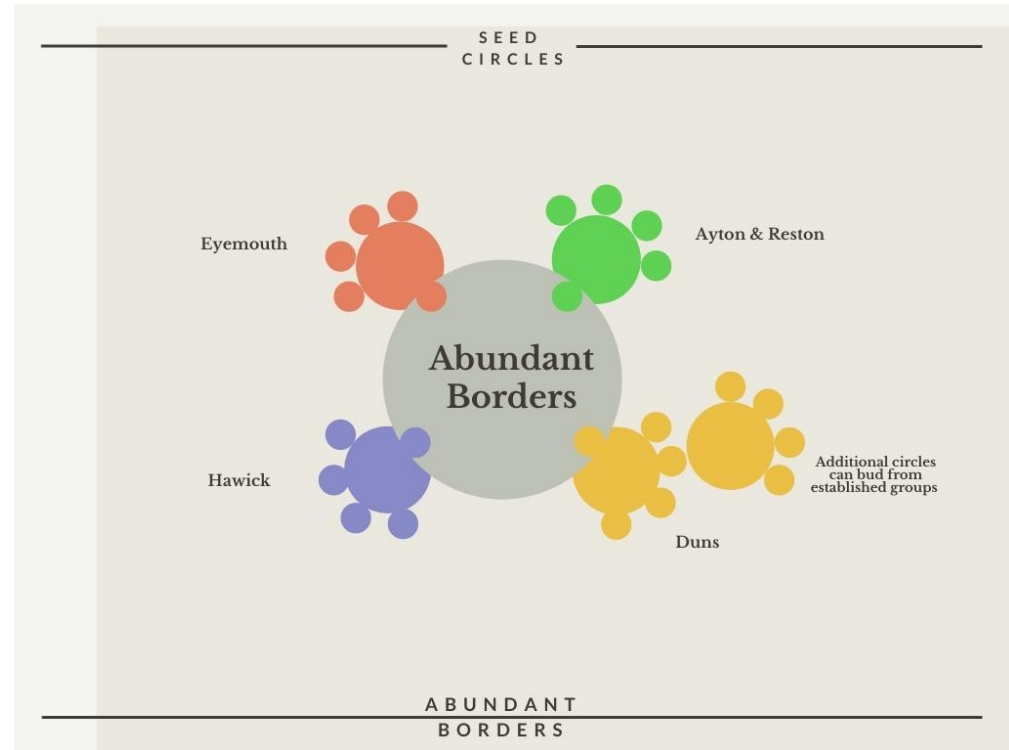 SEED
CIRCLES
Eyemouth
Ayton & Reston
Abundant
Borders
Hawick
Additional circles
can bud from
established groups
Duns
ABUNDANT
BORDERS